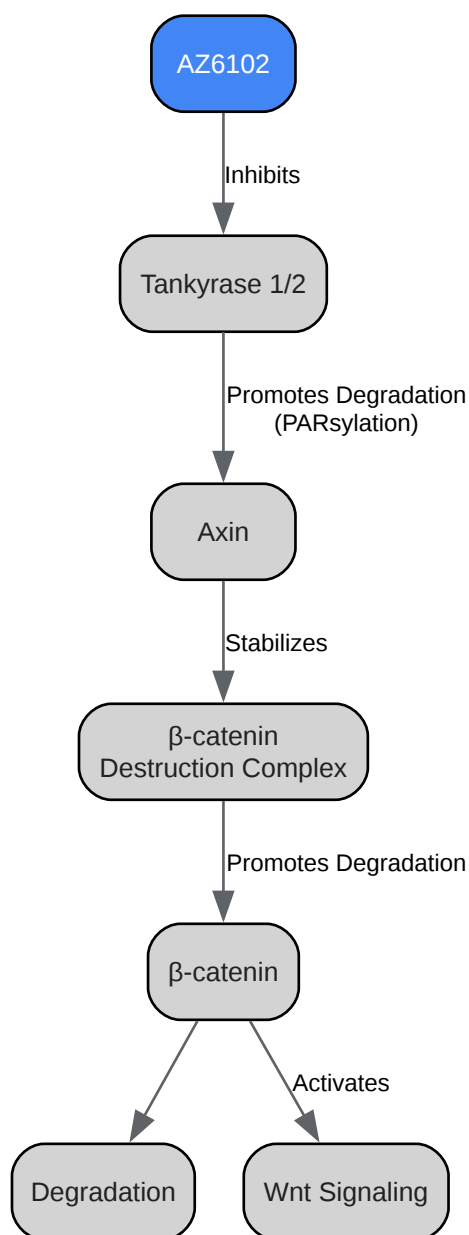 AZ6102
Inhibits
Tankyrase 1/2
Promotes Degradation
(PARsylation)
Axin
Stabilizes
β-catenin
Destruction Complex
Promotes Degradation
β-catenin
Activates
Degradation
Wnt Signaling